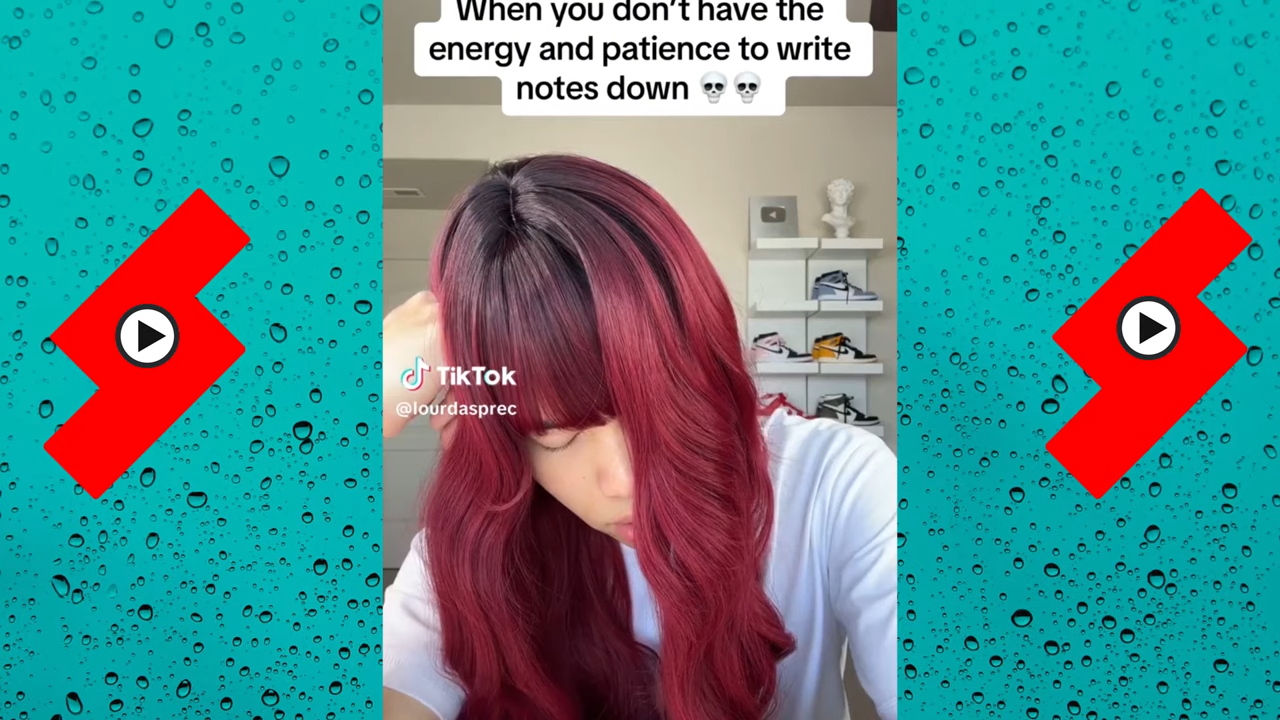 When you don't have the
energy and patience to write
notes down 💀💀
TikTok
@lourdasprec